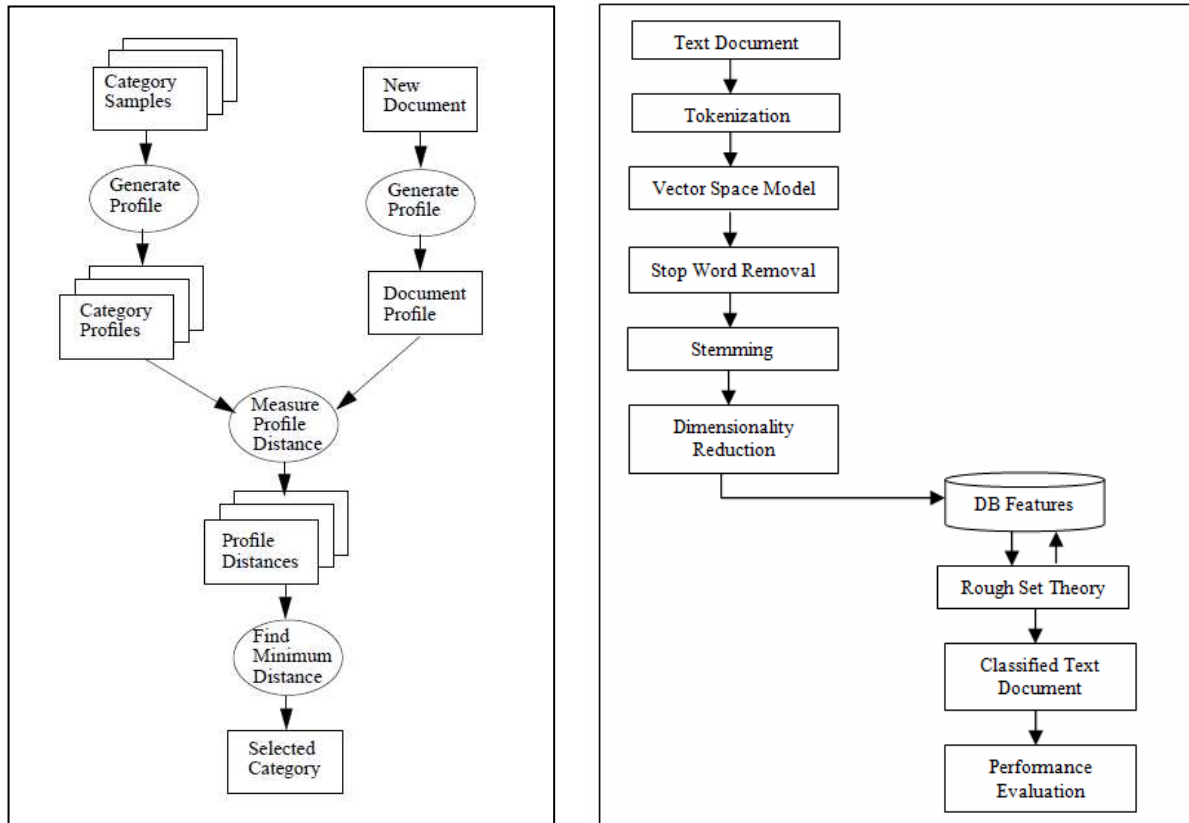 Category
Samples
New
Document
Generate
Profile
Generate
Profile
Category
Profiles
Document
Profile
Measure
Profile
Distance
Profile
Distances
Find
Minimum
Distance
Selected
Category
Text Document
Tokenization
Vector Space Model
Stop Word Removal
Stemming
Dimensionality
Reduction
DB Features
Rough Set Theory
Classified Text
Document
Performance
Evaluation